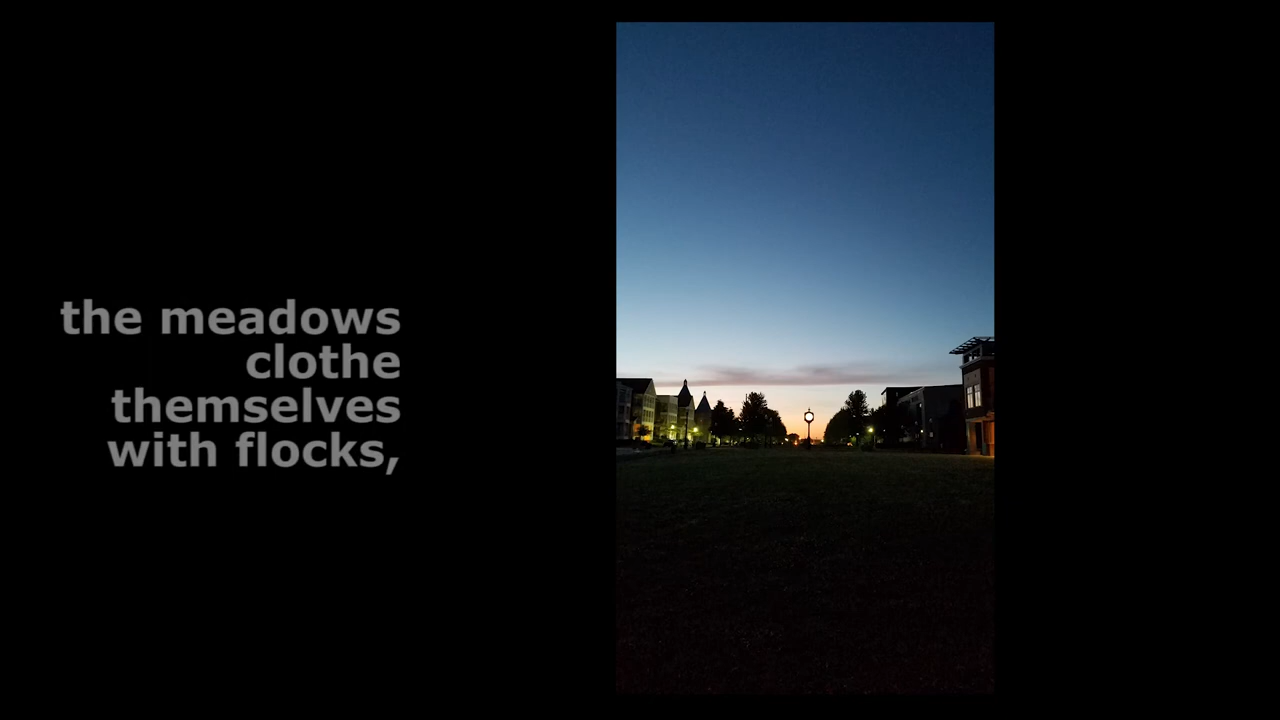 the meadows
clothe
themselves
with flocks,